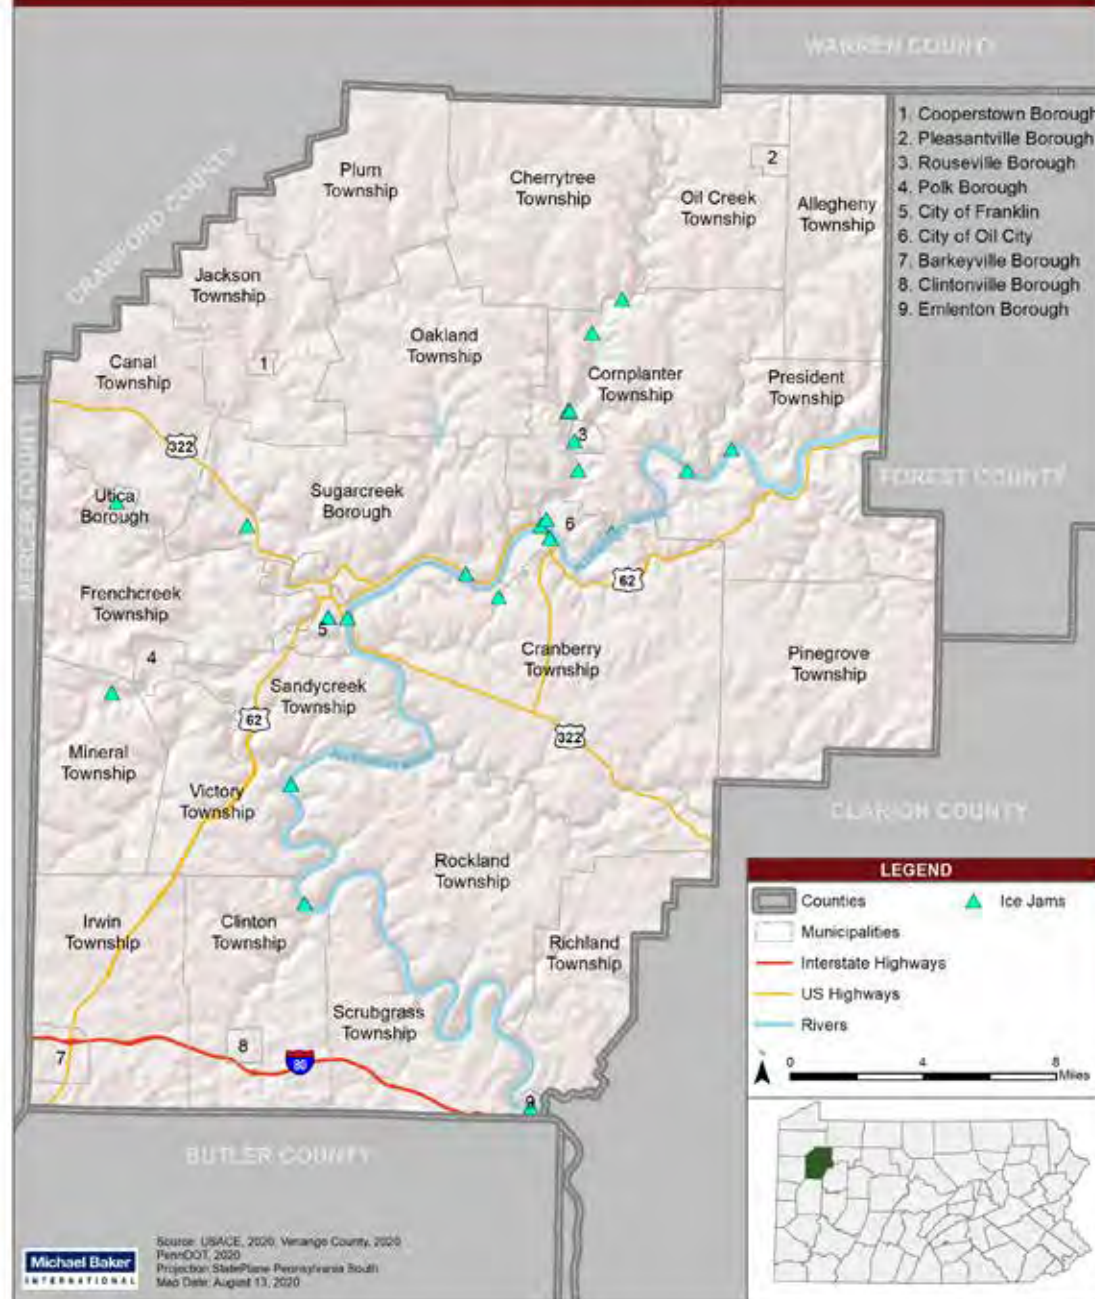 WARREN COUNTY
1. Cooperstown Borough
2. Pleasantville Borough
3. Rouseville Borough
4. Polk Borough
5. City of Franklin
6. City of Oil City
7. Barkeyville Borough
8. Clintonville Borough
9. Emlenton Borough
CRAWFORD COUNTY
Plum
Township
Cherrytree
Township
2
Oil Creek
Township
Allegheny
Township
Jackson
Township
Oakland
Township
Canal
Township
1
Cornplanter
Township
President
Township
322
3
MERCER COUNTY
FOREST COUNTY
Utica
Borough
Sugarcreek
Borough
6
62
Frenchcreek
Township
5
4
Cranberry
Township
Pinegrove
Township
Sandycreek
Township
62
322
Mineral
Township
Victory
Township
CLARION COUNTY
Rockland
Township
Irwin
Township
Clinton
Township
Richland
Township
Scrubgrass
Township
7
8
80
9
BUTLER COUNTY
LEGEND
Counties
Ice Jams
Municipalities
Interstate Highways
US Highways
Rivers
0 4 8
Miles
Michael Baker
INTERNATIONAL
Source: USACE, 2020; Venango County, 2020
PennDOT, 2020
Projection: StatePlane Pennsylvania South
Map Date: August 13, 2020